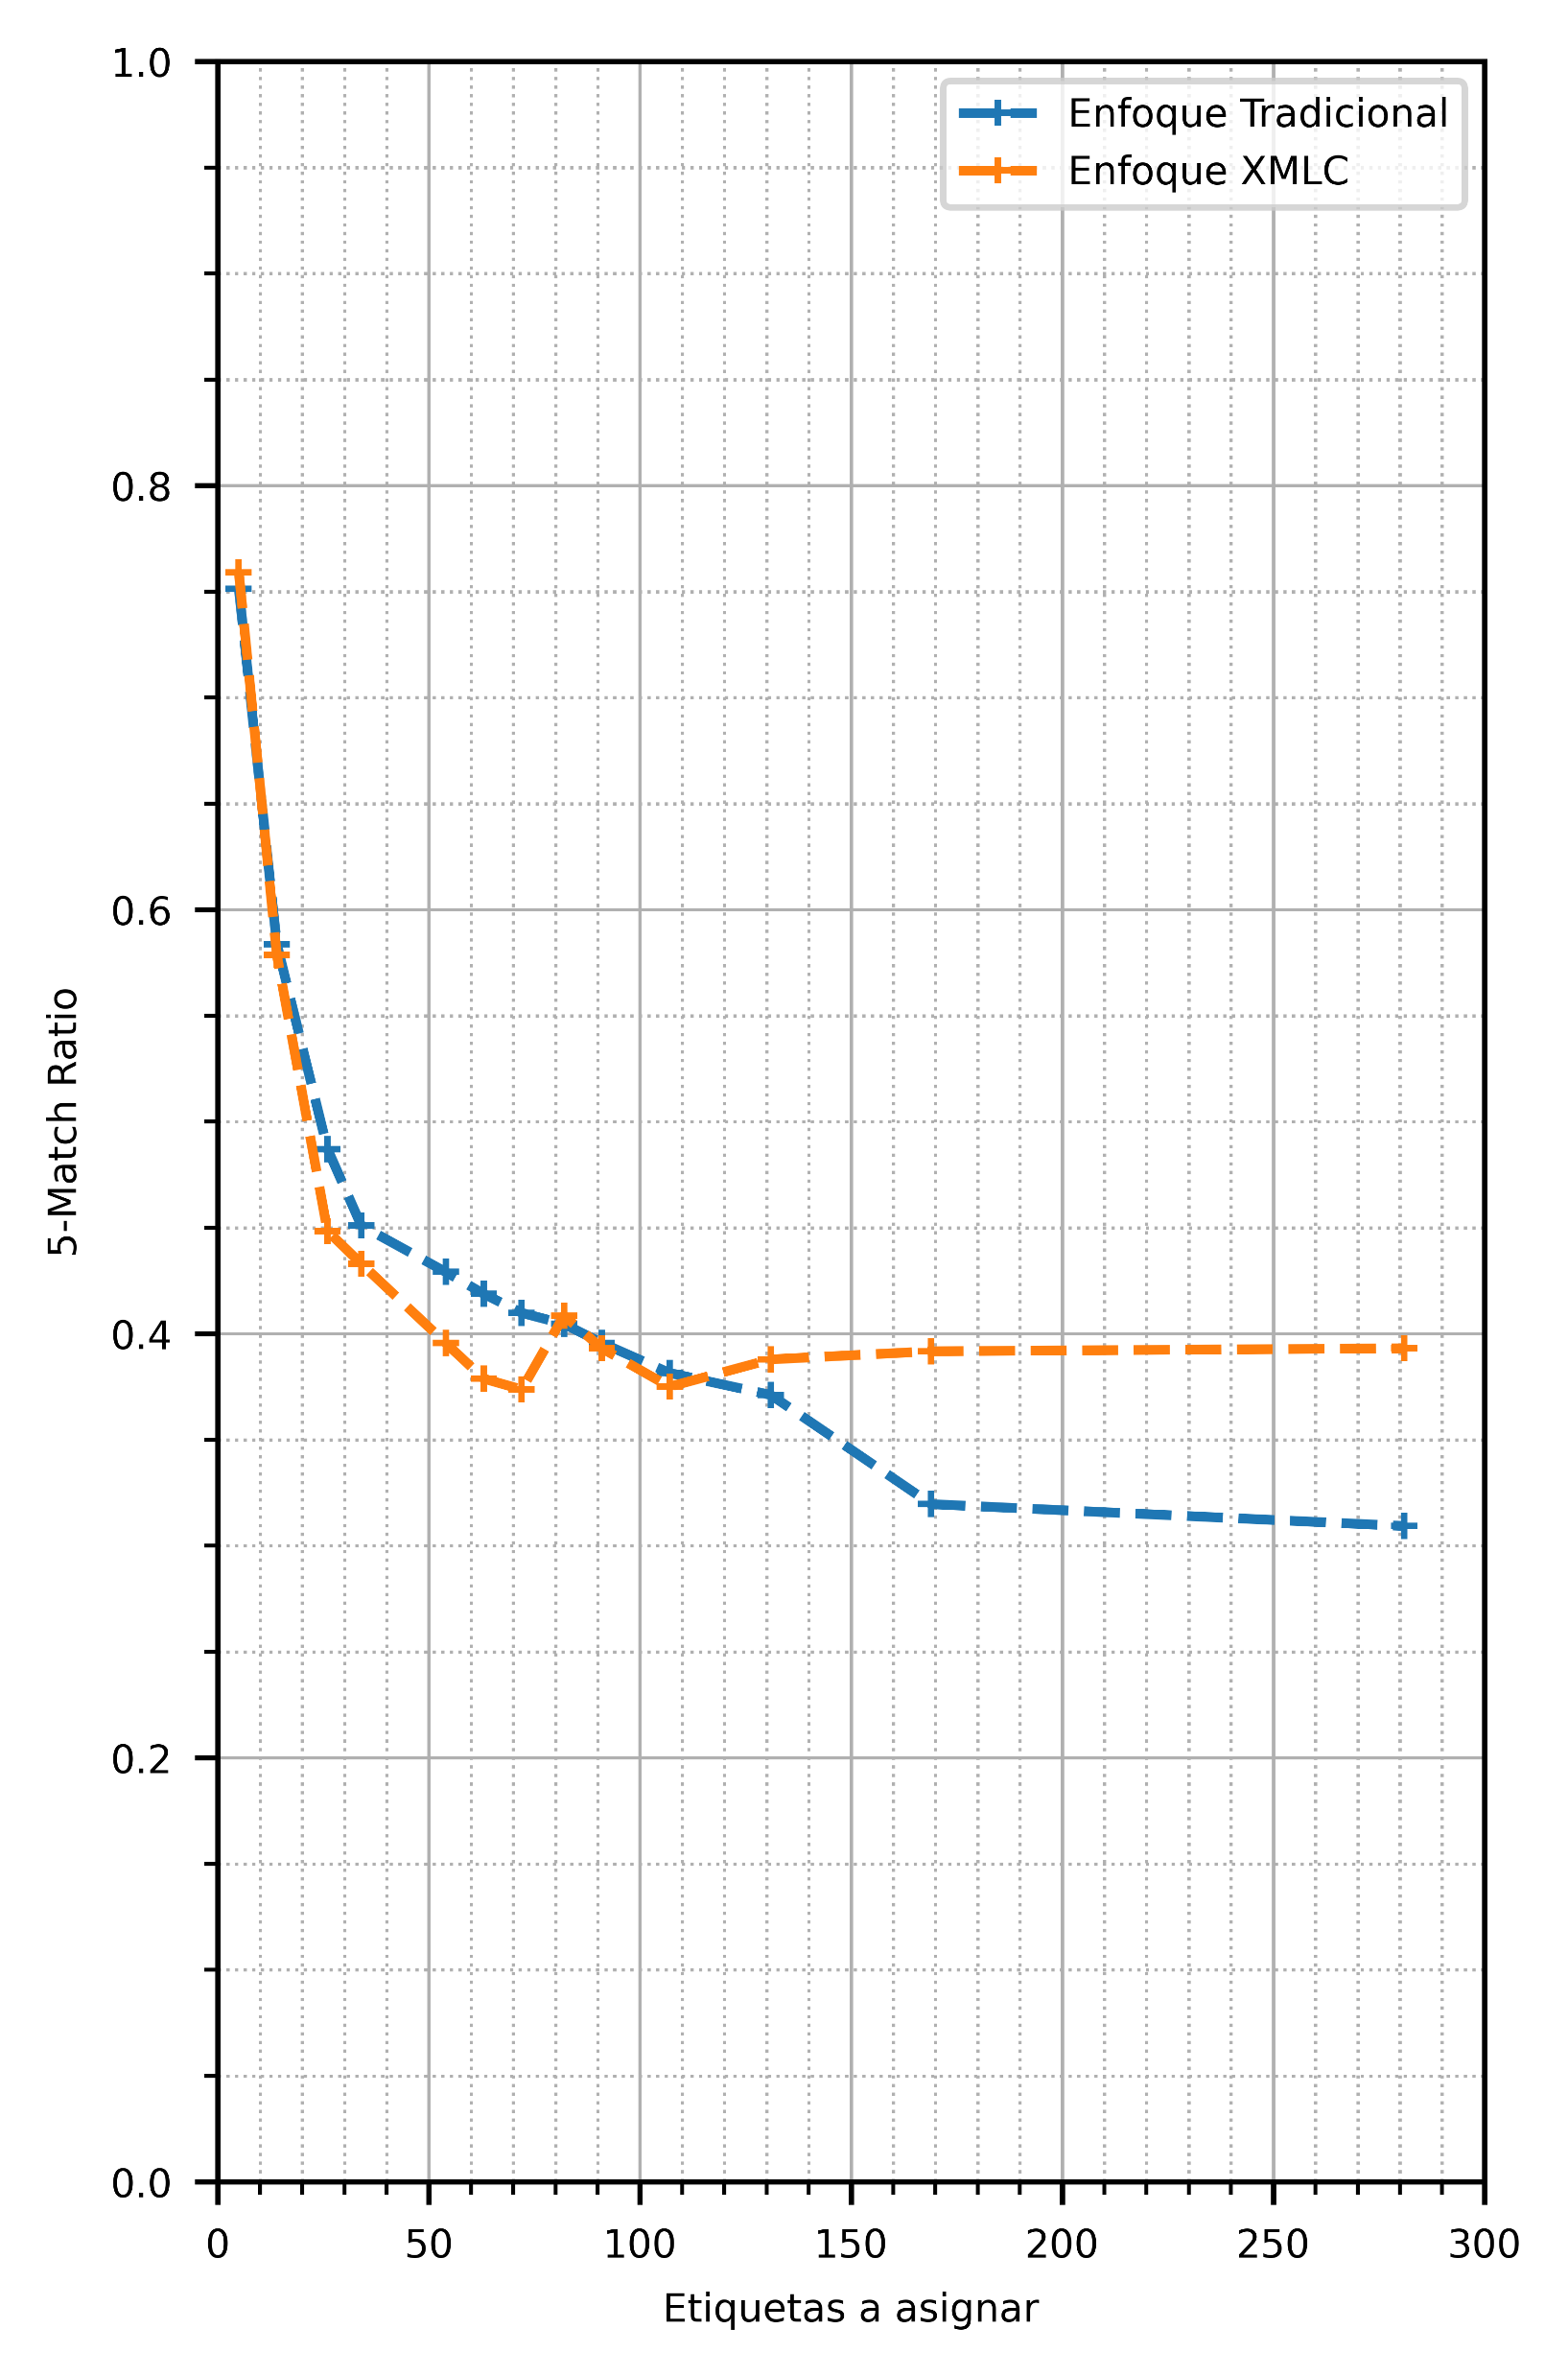 1.0
0.8
0.6
0.4
0.2
0.0
5-Match Ratio
Enfoque Tradicional
Enfoque XMLC
0 50 100 150 200 250 300
Etiquetas a asignar